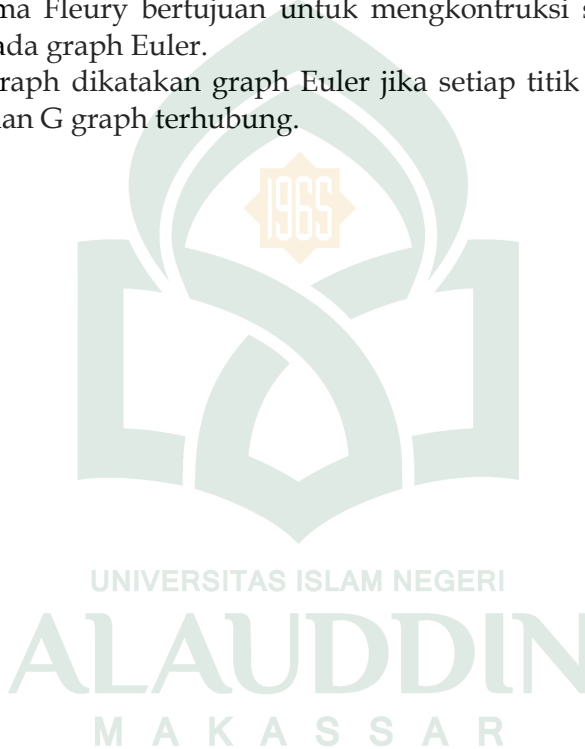 ma Fleury bertujuan untuk mengkontruksi s
ada graph Euler.
raph dikatakan graph Euler jika setiap titik
an G graph terhubung.
1965
UNIVERSITAS ISLAM NEGERI
ALAUDDIN
MAKASSAR